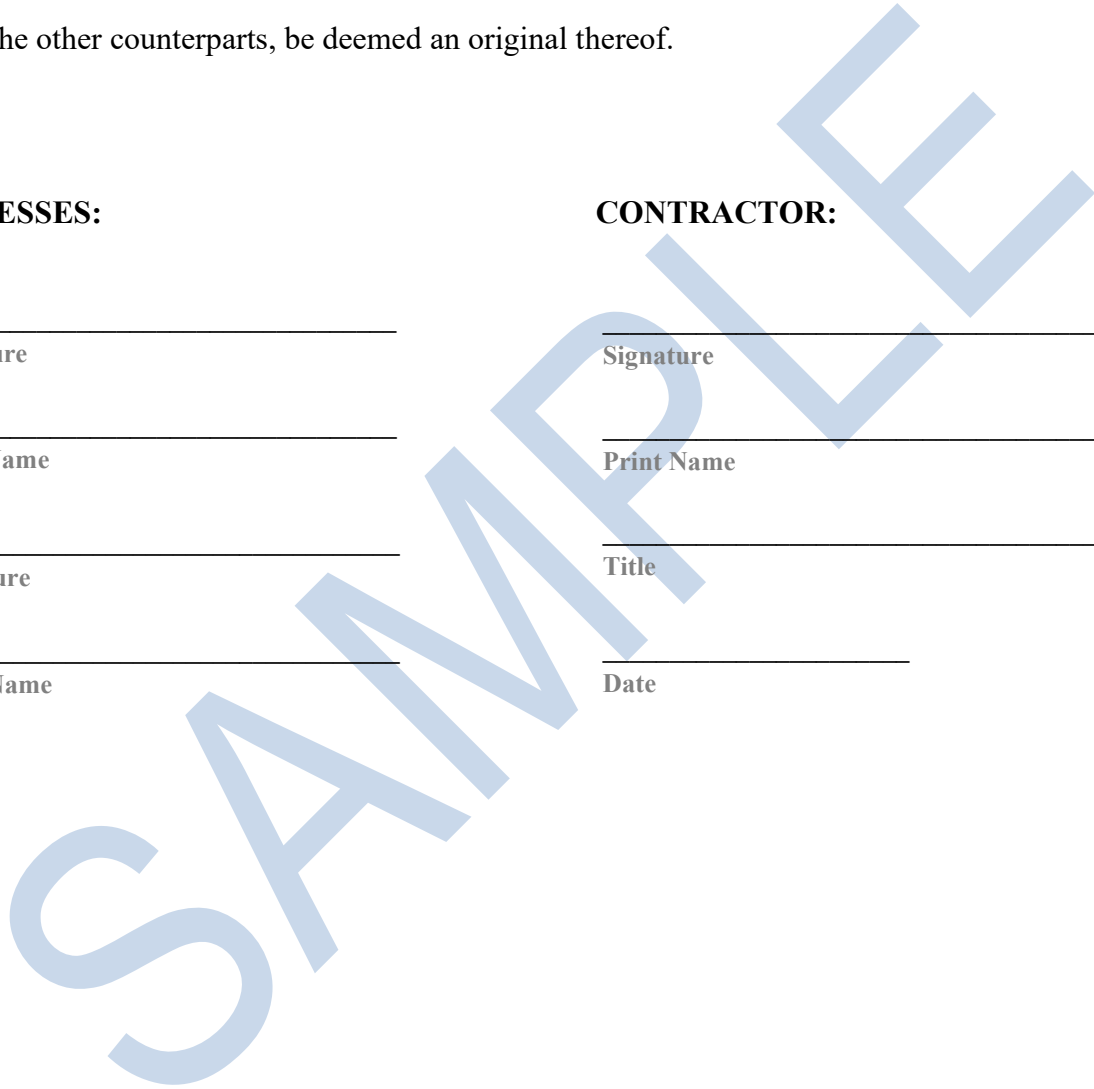 he other counterparts, be deemed an original thereof.
ESSES: CONTRACTOR:
ure
Signature
Name
Print Name
ure
Title
Name
Date
SAMPLE